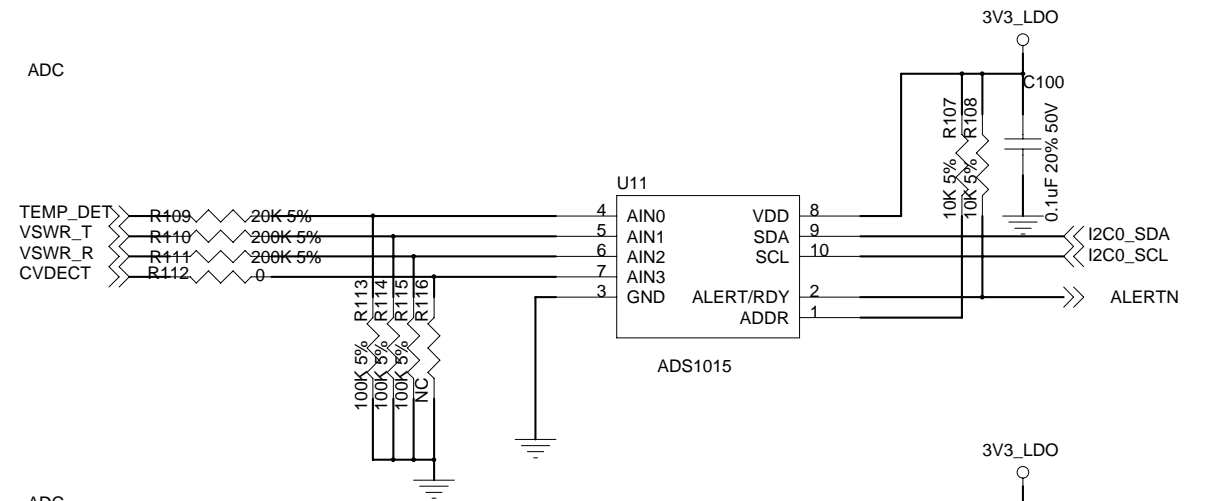 3V3_LDO
ADC
C100
0.1uF 20% 50V
R107
R108
10K 5%
10K 5%
U11
TEMP_DET
R109
20K 5%
4
AIN0
VDD
8
VSWR_T
R110
200K 5%
5
AIN1
SDA
9
I2C0_SDA
VSWR_R
R111
200K 5%
6
AIN2
SCL
10
I2C0_SCL
CVDECT
R112
0
7
AIN3
3
GND
ALERT/RDY
2
ALERTN
ADDR
1
R113
R114
R115
R116
100K 5%
100K 5%
100K 5%
NC
ADS1015
3V3_LDO
ADC